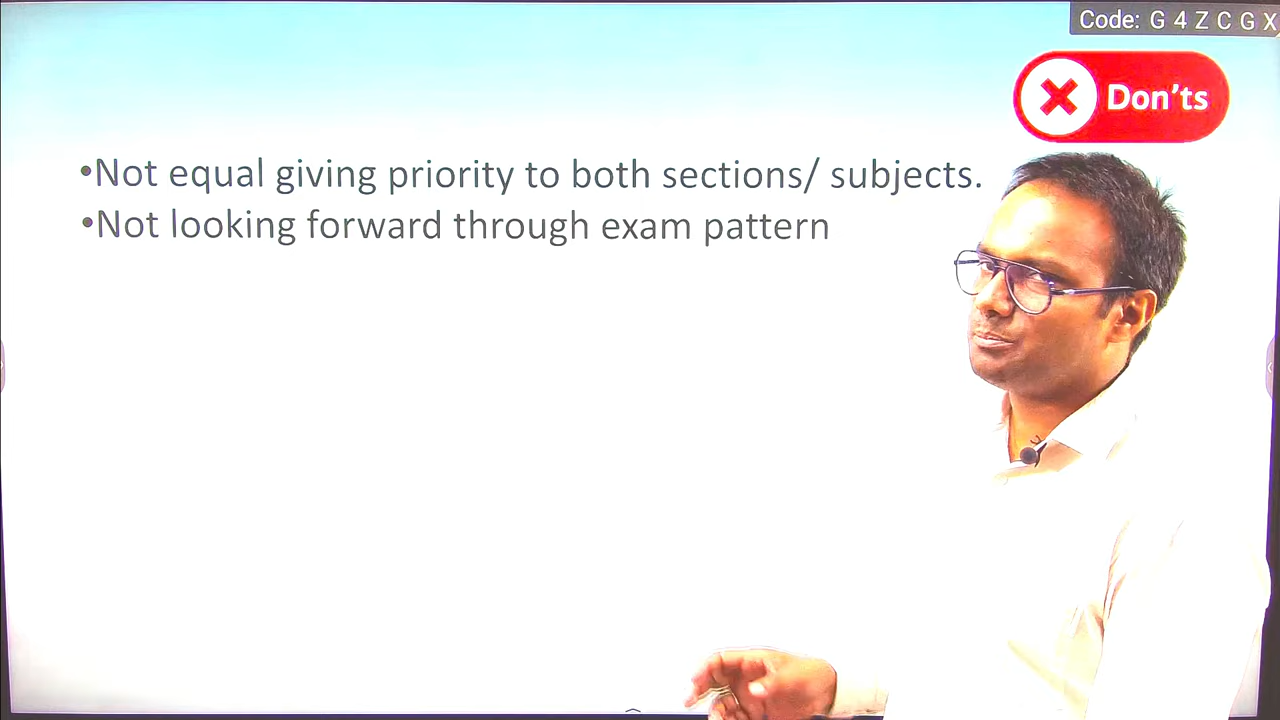 Code: G 4 Z C G X
Don'ts
•Not equal giving priority to both sections/ subjects.
•Not looking forward through exam pattern